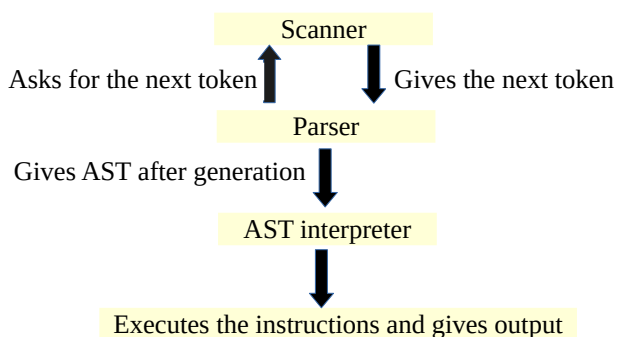 Scanner
Asks for the next token
Gives the next token
Parser
Gives AST after generation
AST interpreter
Executes the instructions and gives output